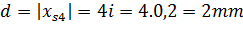 d = |x_{s4}| = 4i = 4.0,2 = 2mm